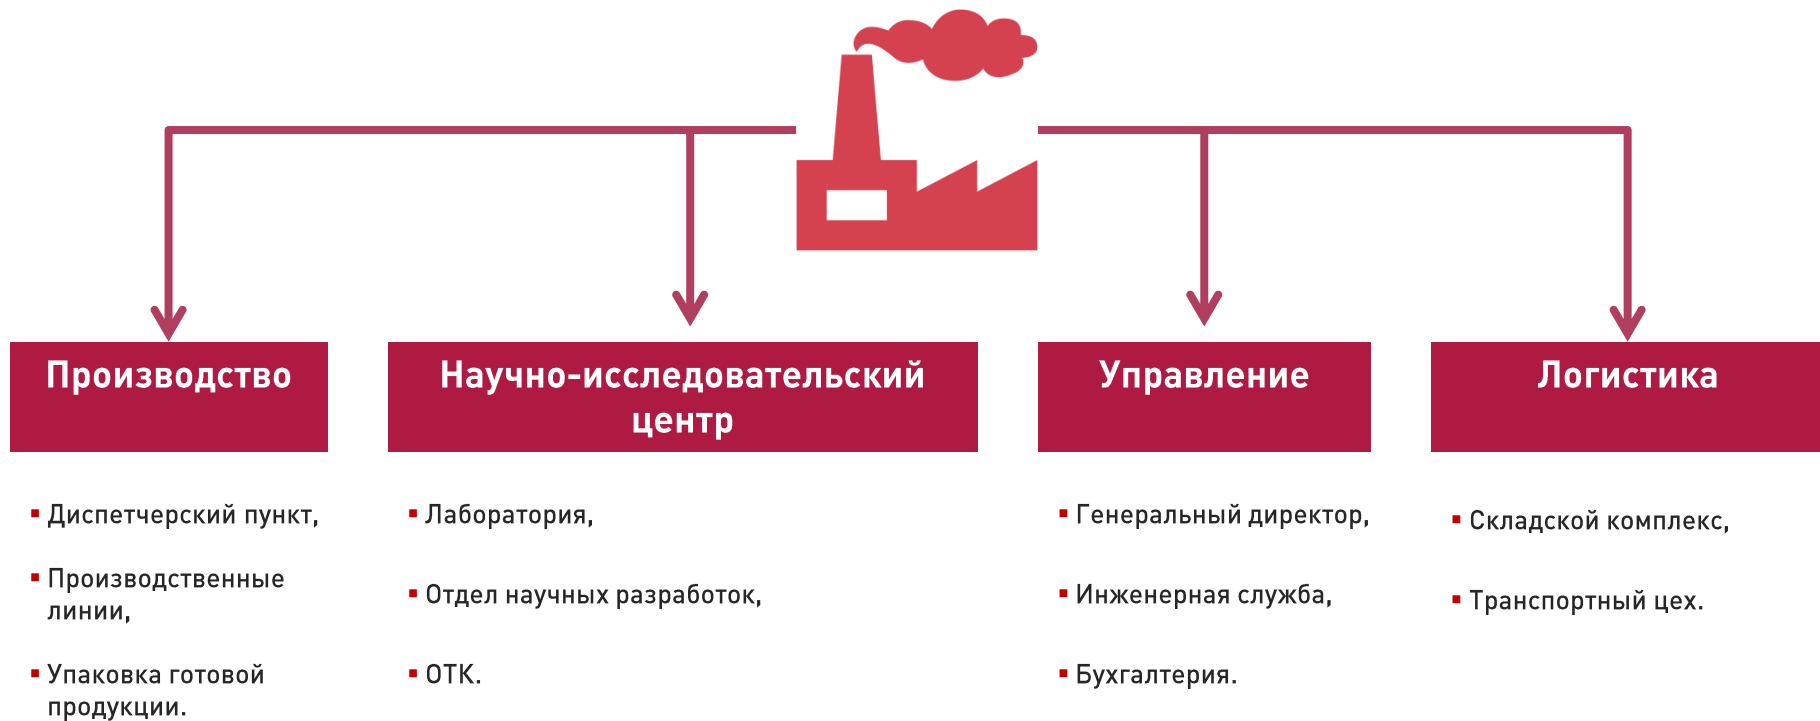 Производство
Научно-исследовательский
центр
Управление
Логистика
Диспетчерский пункт,
Производственные
линии,
Упаковка готовой
продукции.
Лаборатория,
Отдел научных разработок,
ОТК.
Генеральный директор,
Инженерная служба,
Бухгалтерия.
Складской комплекс,
Транспортный цех.